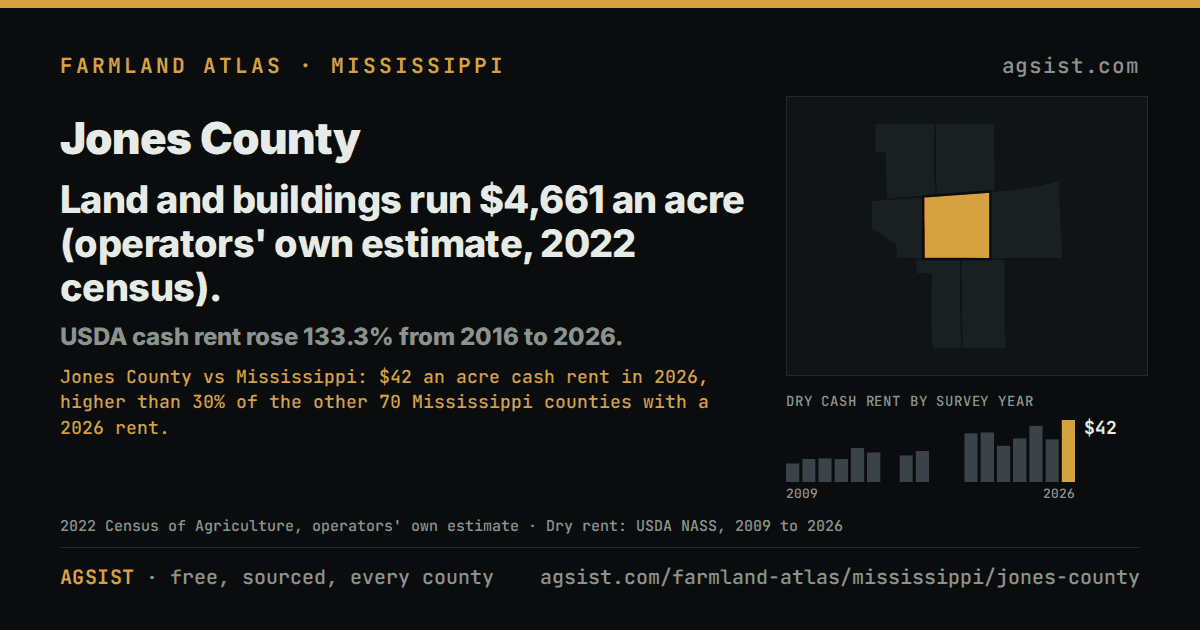 FARMLAND ATLAS · MISSISSIPPI
agsist.com
Jones County
Land and buildings run $4,661 an acre
(operators' own estimate, 2022
census).
USDA cash rent rose 133.3% from 2016 to 2026.
Jones County vs Mississippi: $42 an acre cash rent in 2026,
higher than 30% of the other 70 Mississippi counties with a
2026 rent.
DRY CASH RENT BY SURVEY YEAR
$42
2009
2026
2022 Census of Agriculture, operators' own estimate · Dry rent: USDA NASS, 2009 to 2026
AGSIST · free, sourced, every county
agsist.com/farmland-atlas/mississippi/jones-county